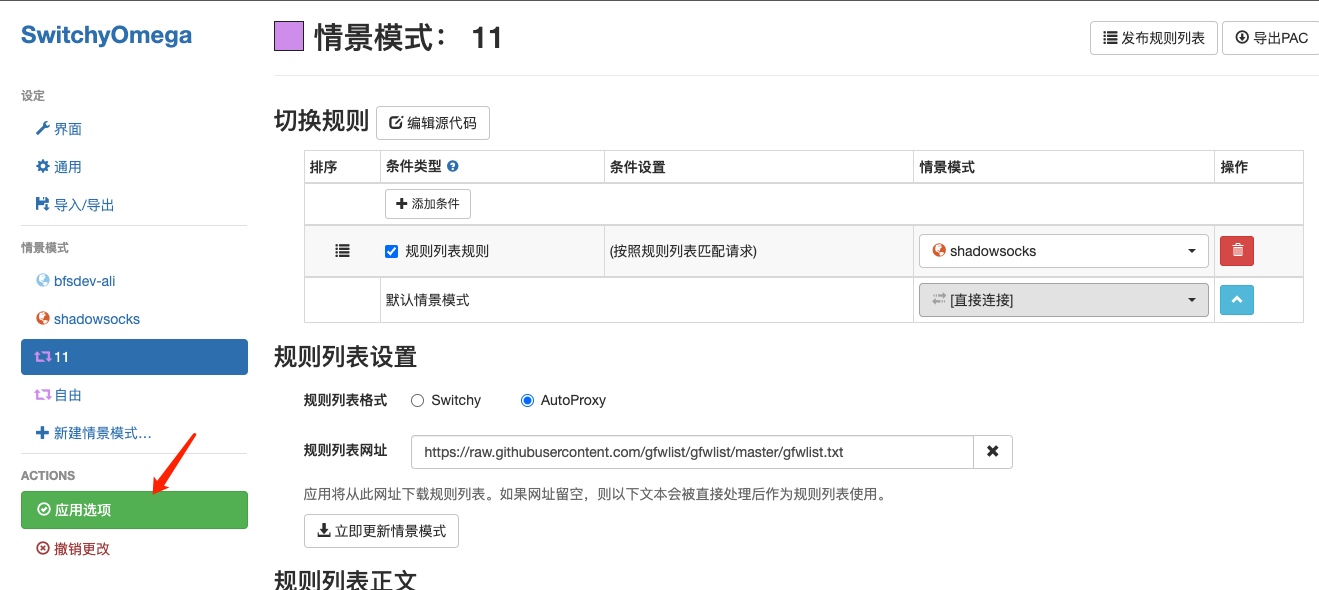 SwitchyOmega
设定
界面
通用
导入/导出
情景模式
bfsdev-ali
shadowsocks
11
自由
新建情景模式…
ACTIONS
应用选项
撤销更改
情景模式： 11
发布规则列表
导出PAC
切换规则 编辑源代码
排序 条件类型 条件设置 情景模式 操作
添加条件
规则列表规则 (按照规则列表匹配请求) shadowsocks
默认情景模式 [直接连接]
规则列表设置
规则列表格式 Switchy AutoProxy
规则列表网址 https://raw.githubusercontent.com/gfwlist/gfwlist/master/gfwlist.txt
应用将从此网址下载规则列表。如果网址留空，则以下文本会被直接处理后作为规则列表使用。
立即更新情景模式
规则列表正文